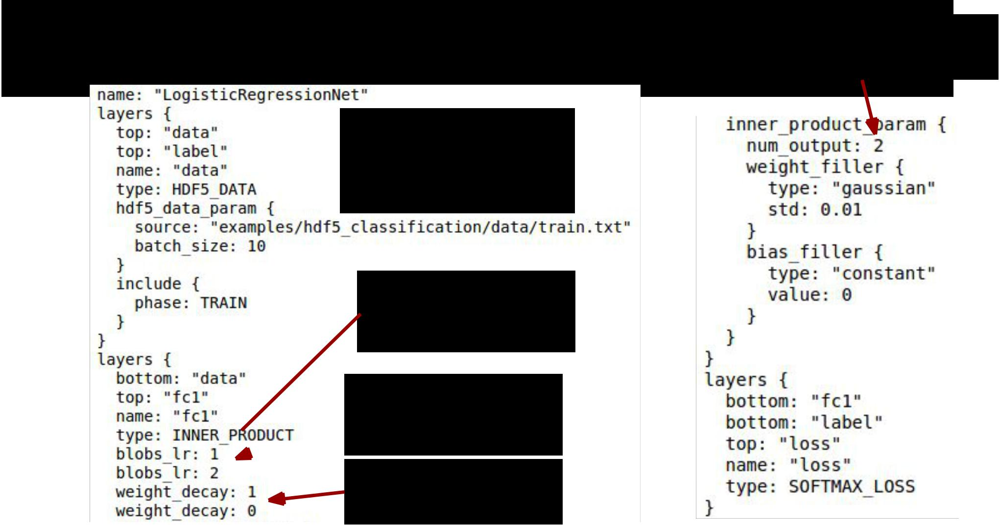 name: "LogisticRegressionNet"
layers {
top: "data"
top: "label"
name: "data"
type: HDF5_DATA
hdf5_data_param {
source: "examples/hdf5_classification/data/train.txt"
batch_size: 10
}
include {
phase: TRAIN
}
}
layers {
bottom: "data"
top: "fc1"
name: "fc1"
type: INNER_PRODUCT
blobs_lr: 1
blobs_lr: 2
weight_decay: 1
weight_decay: 0
inner_product_param {
num_output: 2
weight_filler {
type: "gaussian"
std: 0.01
}
bias_filler {
type: "constant"
value: 0
}
}
}
layers {
bottom: "fc1"
bottom: "label"
top: "loss"
name: "loss"
type: SOFTMAX_LOSS
}